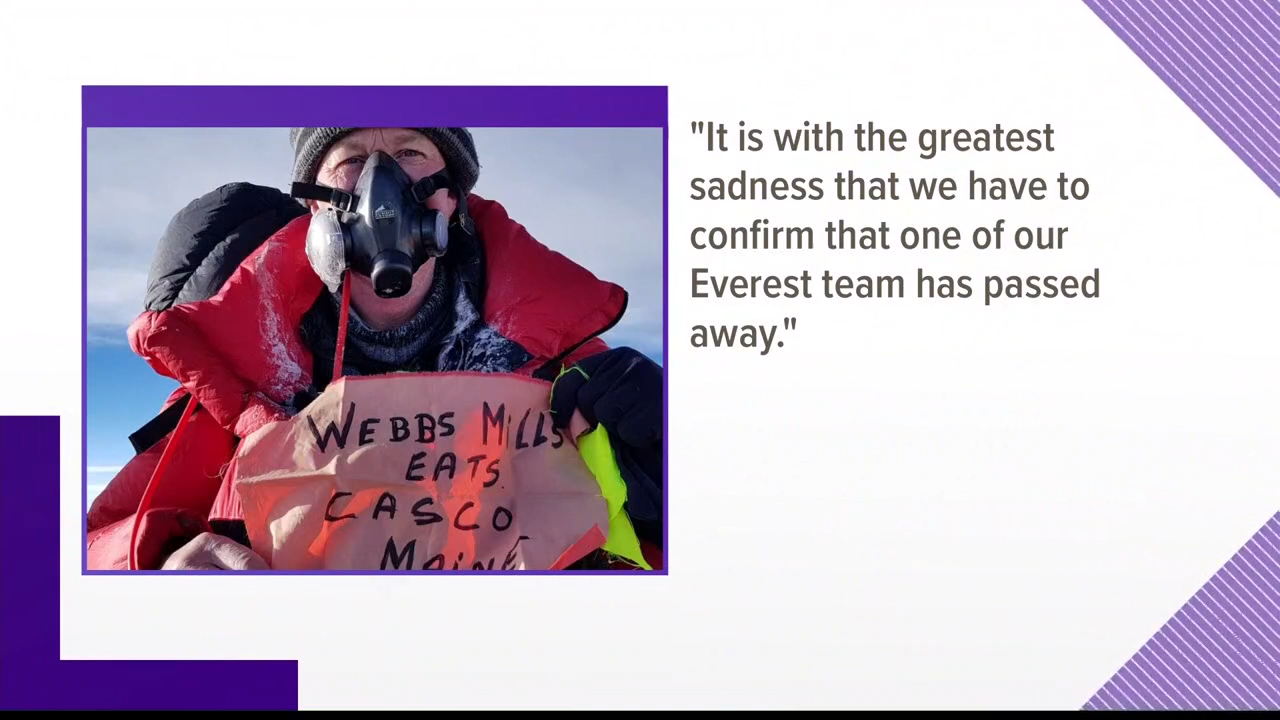 "It is with the greatest
sadness that we have to
confirm that one of our
Everest team has passed
away."
WEBBS MiLLS
EATS.
CASCO
MAiNE